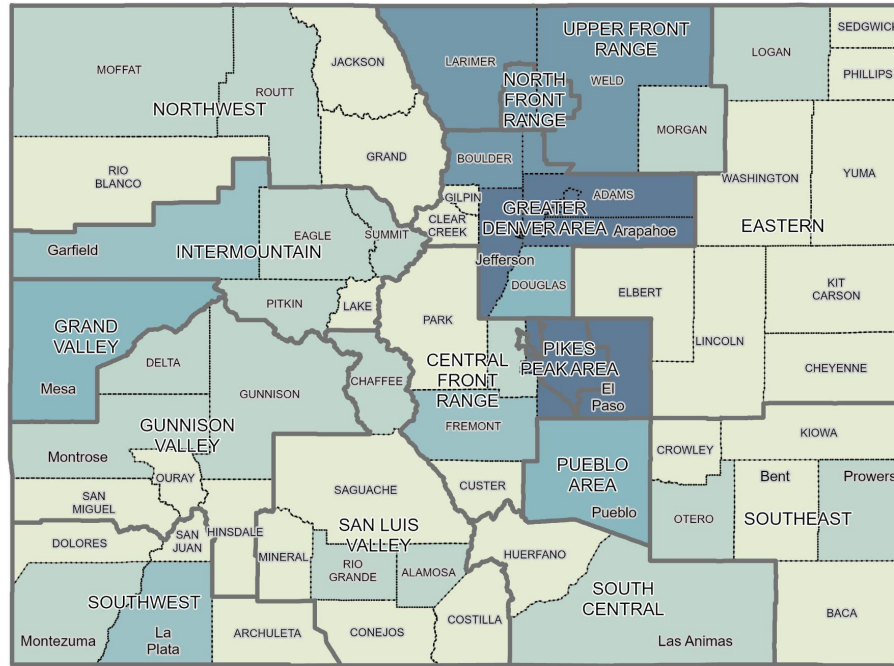 SEDGWICK
UPPER FRONT
RANGE
LOGAN
JACKSON
LARIMER
MOFFAT
PHILLIPS
NORTH
FRONT
RANGE
WELD
ROUTT
NORTHWEST
MORGAN
GRAND
BOULDER
RIO
BLANCO
WASHINGTON
YUMA
GILPIN
ADAMS
GREATER
DENVER AREA
CLEAR
CREEK
EASTERN
Arapahoe
EAGLE
SUMMIT
Garfield
INTERMOUNTAIN
Jefferson
DOUGLAS
KIT
CARSON
ELBERT
PITKIN
LAKE
PARK
GRAND
VALLEY
LINCOLN
PIKES
PEAK AREA
DELTA
CENTRAL
FRONT
RANGE
CHEYENNE
Mesa
GUNNISON
CHAFFEE
El
Paso
FREMONT
GUNNISON
VALLEY
KIOWA
CROWLEY
Montrose
PUEBLO
AREA
Bent
Prowers
OURAY
SAGUACHE
CUSTER
SAN
MIGUEL
Pueblo
OTERO
SOUTHEAST
HINSDALE
SAN LUIS
VALLEY
SAN
JUAN
DOLORES
MINERAL
HUERFANO
RIO
GRANDE
ALAMOSA
SOUTH
CENTRAL
SOUTHWEST
COSTILLA
BACA
Montezuma
La
Plata
ARCHULETA
CONEJOS
Las Animas